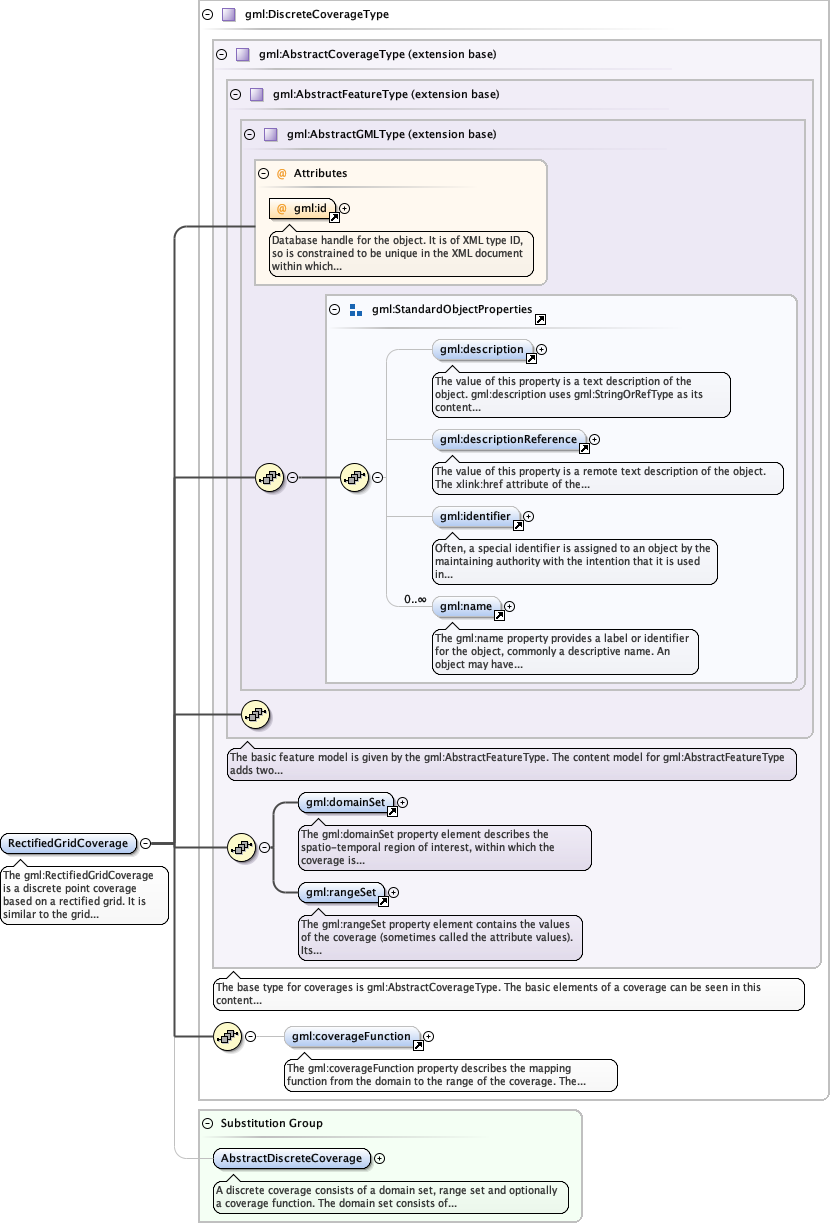 gml:DiscreteCoverageType
gml:AbstractCoverageType (extension base)
gml:AbstractFeatureType (extension base)
gml:AbstractGMLType (extension base)
@ Attributes
@ gml:id
Database handle for the object. It is of XML type ID,
so is constrained to be unique in the XML document
within which...
gml:StandardObjectProperties
gml:description
The value of this property is a text description of the
object. gml:description uses gml:StringOrRefType as its
content...
gml:descriptionReference
The value of this property is a remote text description of the object.
The xlink:href attribute of the...
gml:identifier
Often, a special identifier is assigned to an object by the
maintaining authority with the intention that it is used
in...
0..∞
gml:name
The gml:name property provides a label or identifier
for the object, commonly a descriptive name. An
object may have...
The basic feature model is given by the gml:AbstractFeatureType. The content model for gml:AbstractFeatureType
adds two...
gml:domainSet
The gml:domainSet property element describes the
spatio-temporal region of interest, within which the
coverage is...
RectifiedGridCoverage
The gml:RectifiedGridCoverage
is a discrete point coverage
based on a rectified grid. It is
similar to the grid...
gml:rangeSet
The gml:rangeSet property element contains the values
of the coverage (sometimes called the attribute values).
Its...
The base type for coverages is gml:AbstractCoverageType. The basic elements of a coverage can be seen in this
content...
gml:coverageFunction
The gml:coverageFunction property describes the mapping
function from the domain to the range of the coverage. The...
Substitution Group
AbstractDiscreteCoverage
A discrete coverage consists of a domain set, range set and optionally
a coverage function. The domain set consists of...